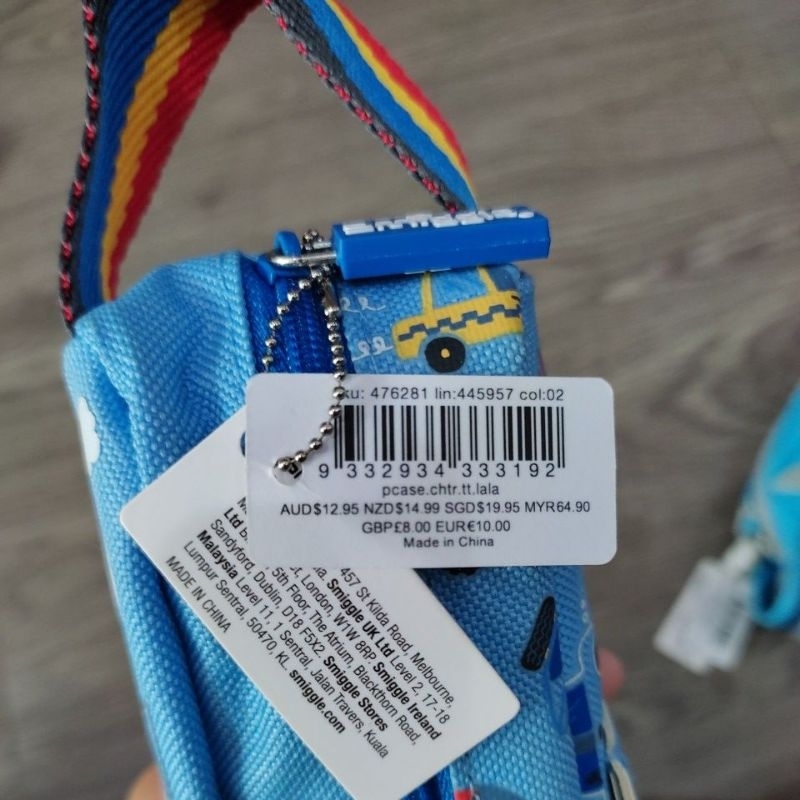 ku: 476281 lin:445957 col:02
9 332934 333192
pcase.chtr.tt.lala
AUD$12.95 NZD$14.99 SGD$19.95 MYR64.90
GBP£8.00 EUR€10.00
Made in China
457 St Kilda Road, Melbourne,
Smiggle UK Ltd Level 2, 17-18
London, W1W 8RP Smiggle Ireland
Ltd 5th Floor, The Atrium, Blackthorn Road,
Sandyford, Dublin, D18 F5X2. Smiggle Stores
Malaysia Level 11, 1 Sentral, Jalan Travers, Kuala
Lumpur Sentral, 50470, KL. smiggle.com
MADE IN CHINA